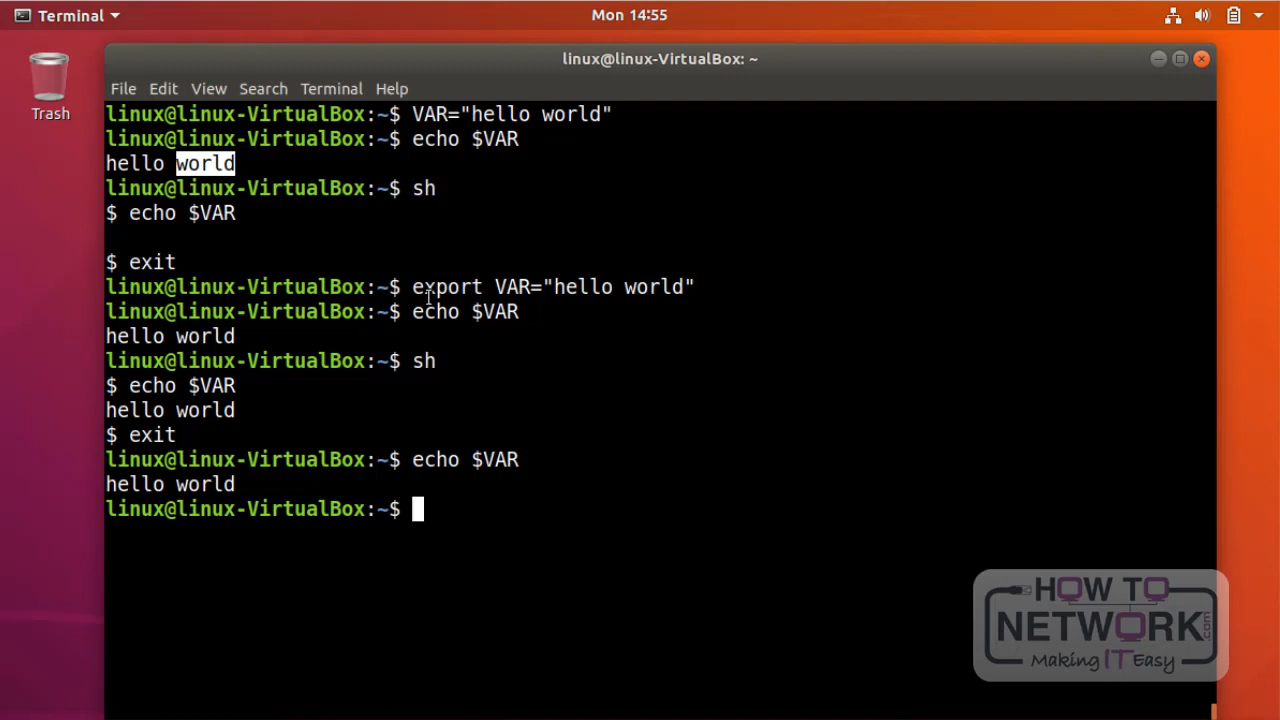 Terminal
Mon 14:55
Trash
linux@linux-VirtualBox: ~
File Edit View Search Terminal Help
linux@linux-VirtualBox:~$ VAR="hello world"
linux@linux-VirtualBox:~$ echo $VAR
hello world
linux@linux-VirtualBox:~$ sh
$ echo $VAR
$ exit
linux@linux-VirtualBox:~$ export VAR="hello world"
linux@linux-VirtualBox:~$ echo $VAR
hello world
linux@linux-VirtualBox:~$ sh
$ echo $VAR
hello world
$ exit
linux@linux-VirtualBox:~$ echo $VAR
hello world
linux@linux-VirtualBox:~$
HOW TO
NETWORK.com
Making IT Easy